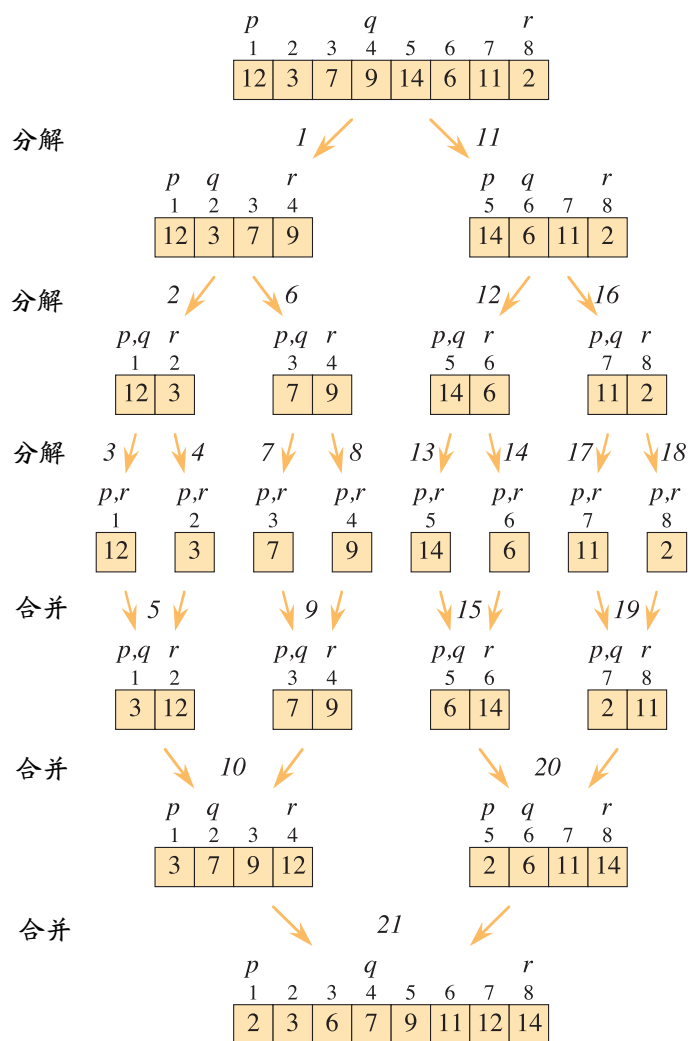 p q r
1 2 3 4 5 6 7 8
12 3 7 9 14 6 11 2
分解 1 11
p q r p q r
1 2 3 4 5 6 7 8
12 3 7 9 14 6 11 2
分解 2 6 12 16
p,q r p,q r p,q r p,q r
1 2 3 4 5 6 7 8
12 3 7 9 14 6 11 2
分解 3 4 7 8 13 14 17 18
p,r p,r p,r p,r p,r p,r p,r p,r
1 2 3 4 5 6 7 8
12 3 7 9 14 6 11 2
合并 5 9 15 19
p,q r p,q r p,q r p,q r
1 2 3 4 5 6 7 8
3 12 7 9 6 14 2 11
合并 10 20
p q r p q r
1 2 3 4 5 6 7 8
3 7 9 12 2 6 11 14
合并 21
p q r
1 2 3 4 5 6 7 8
2 3 6 7 9 11 12 14